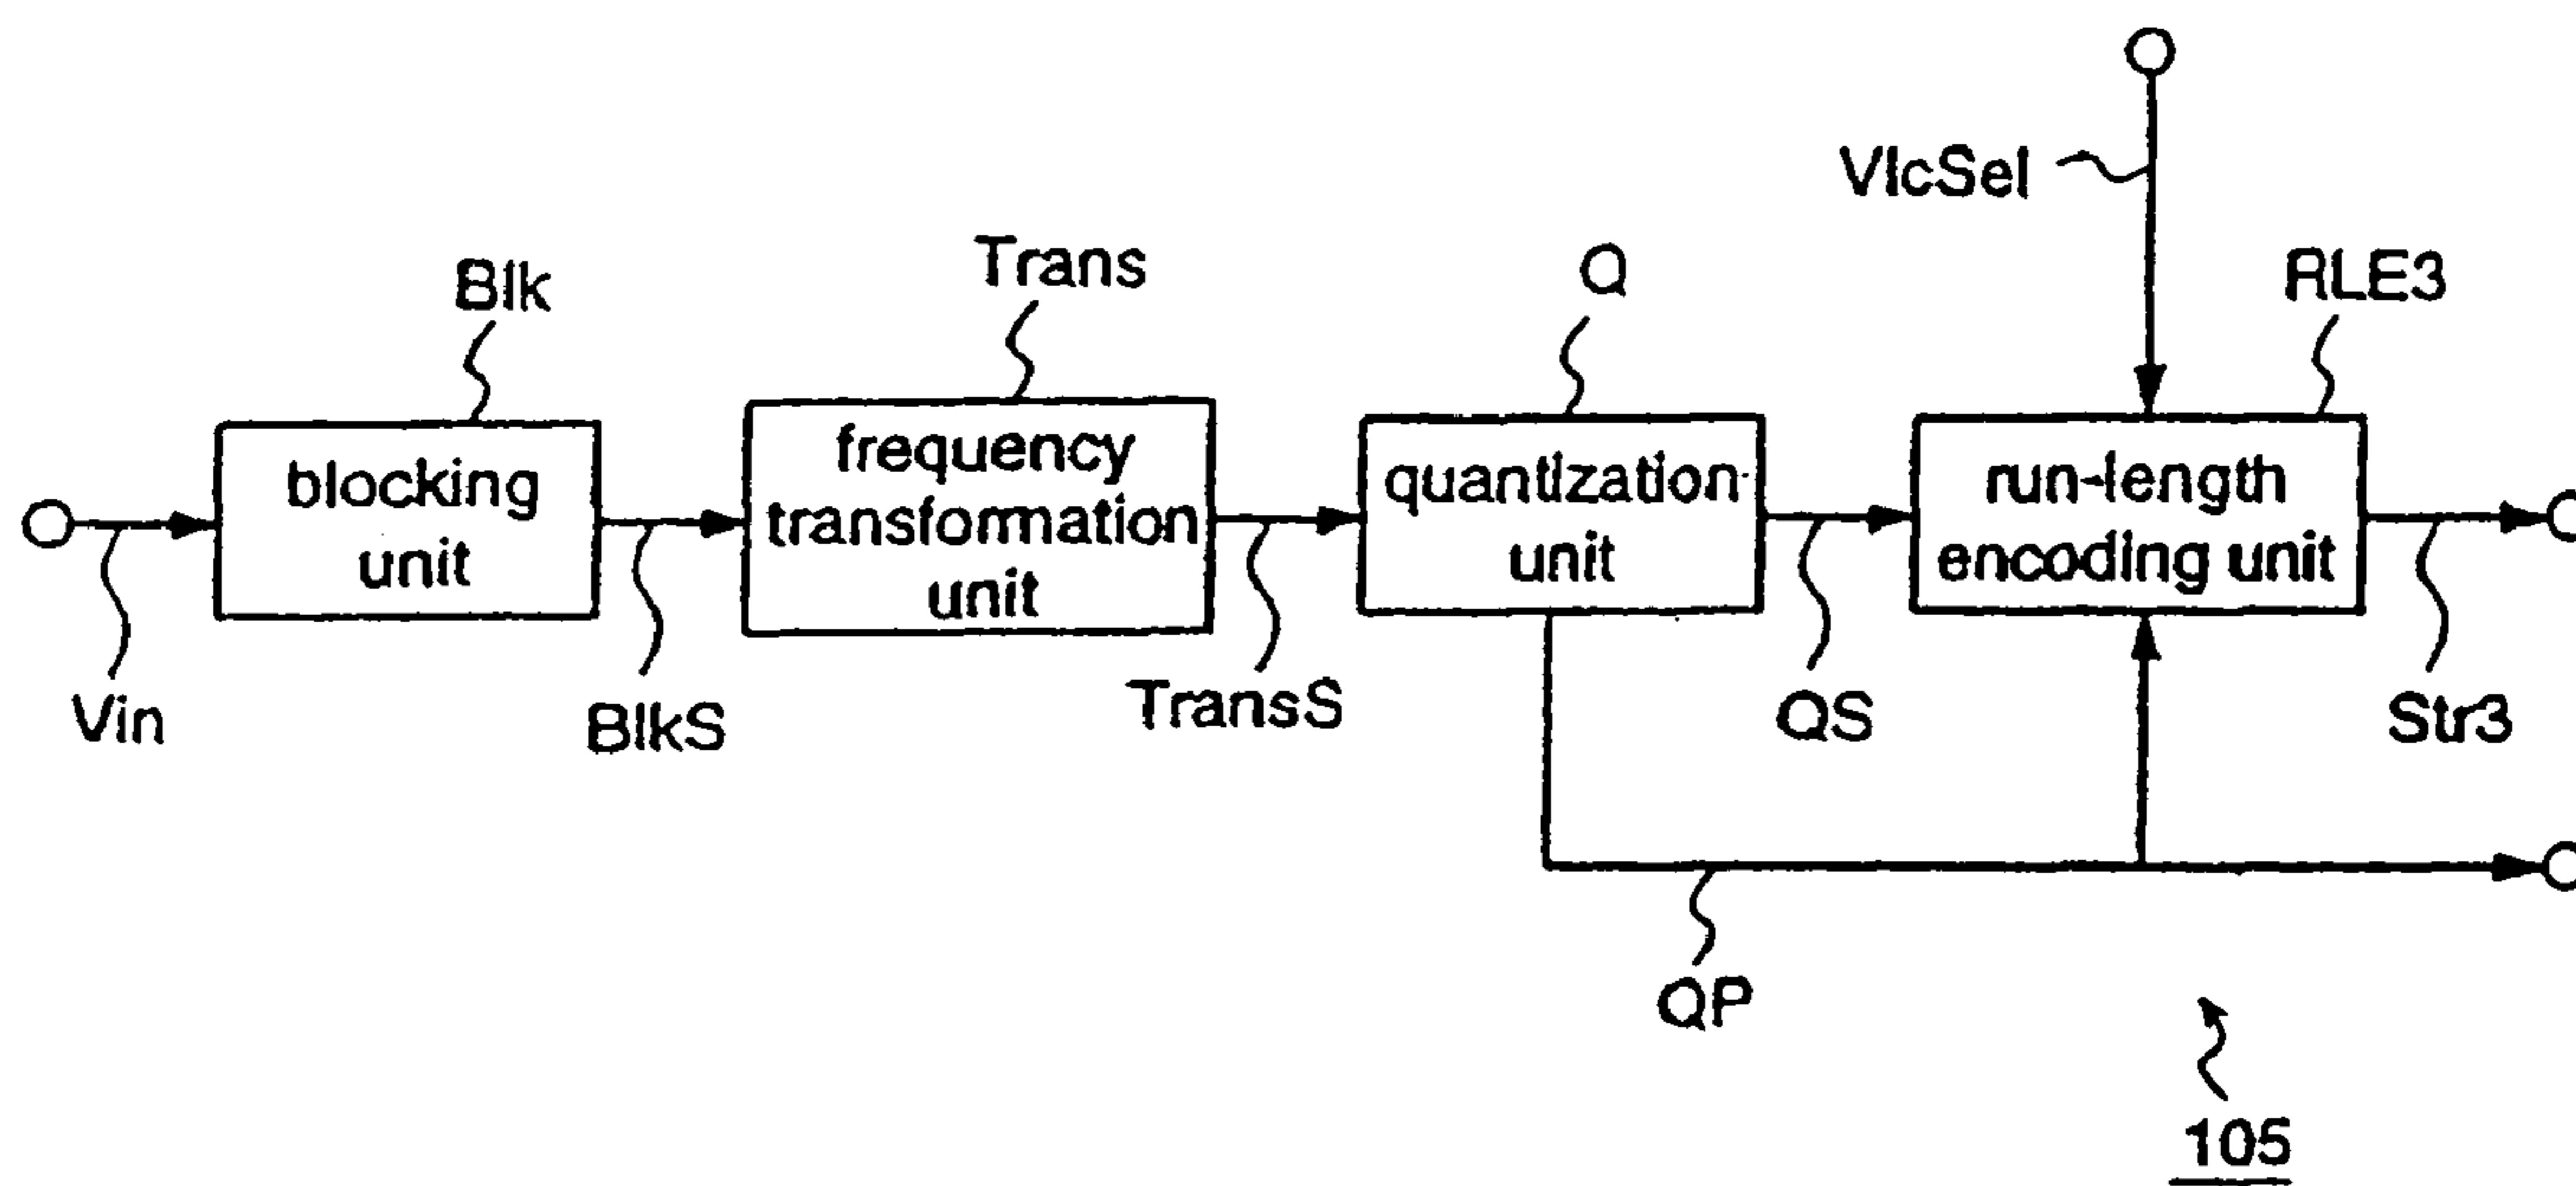 VlcSel
Blk
Trans
Q
RLE3
blocking
unit
frequency
transformation
unit
quantization
unit
run-length
encoding unit
Vin
BlkS
TransS
QS
Str3
QP
105